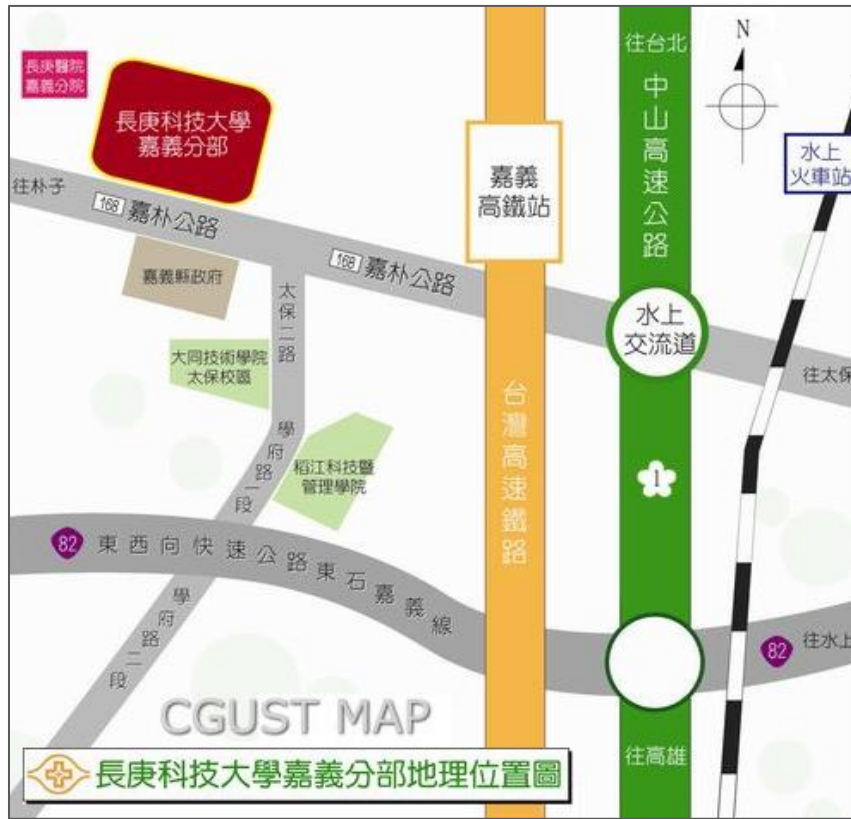 長庚醫院
嘉義分院
長庚科技大學
嘉義分部
往台北
中山高速公路
N
水上
火車站
嘉義
高鐵站
往朴子
168 嘉朴公路
168 嘉朴公路
嘉義縣政府
太保二路
水上
交流道
大同技術學院
太保校區
往太保
台灣高速鐵路
學府路一段
稻江科技暨
管理學院
1
82 東西向快速公路東石嘉義線
學府路二段
82 往水上
CGUST MAP
往高雄
長庚科技大學嘉義分部地理位置圖